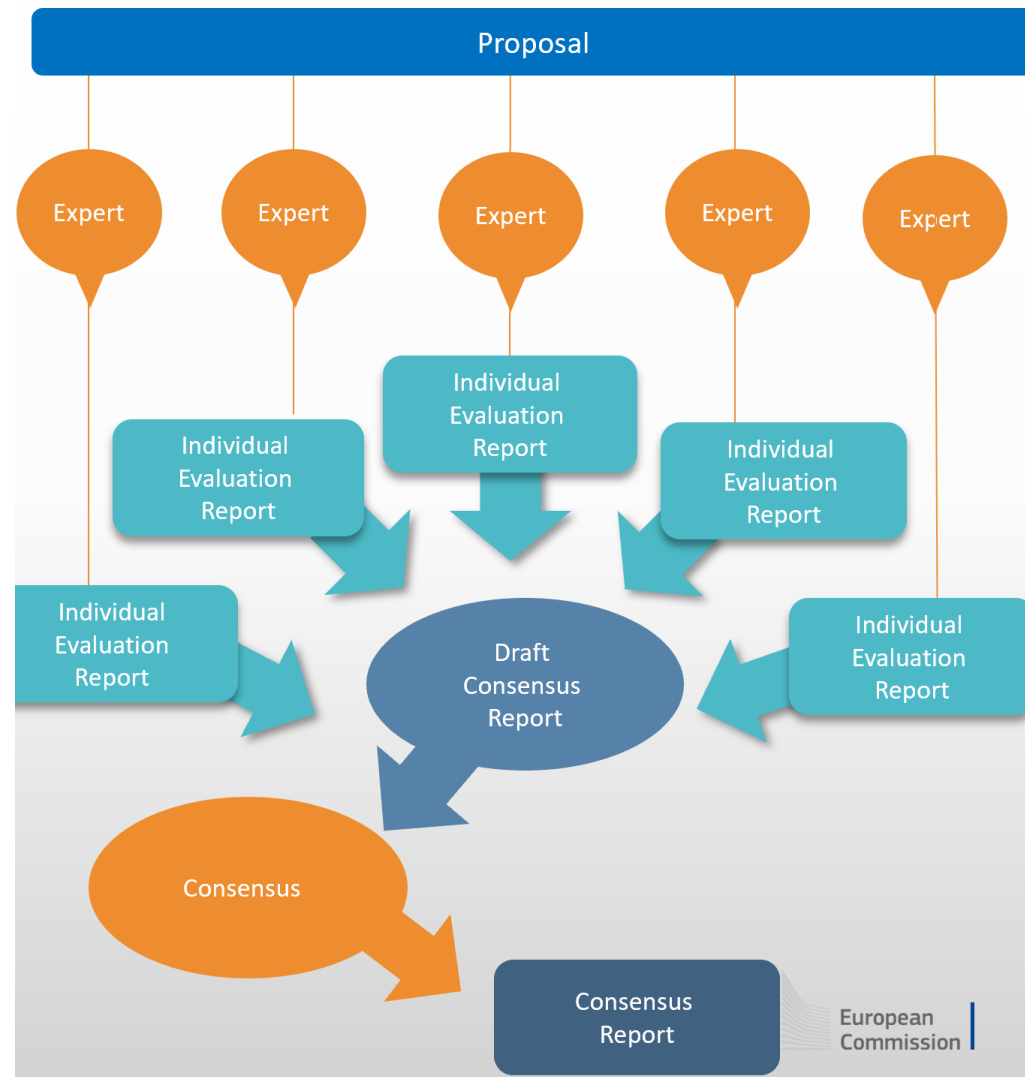 Proposal
Expert
Expert
Expert
Expert
Expert
Individual
Evaluation
Report
Individual
Evaluation
Report
Individual
Evaluation
Report
Individual
Evaluation
Report
Individual
Evaluation
Report
Draft
Consensus
Report
Consensus
Consensus
Report
European
Commission